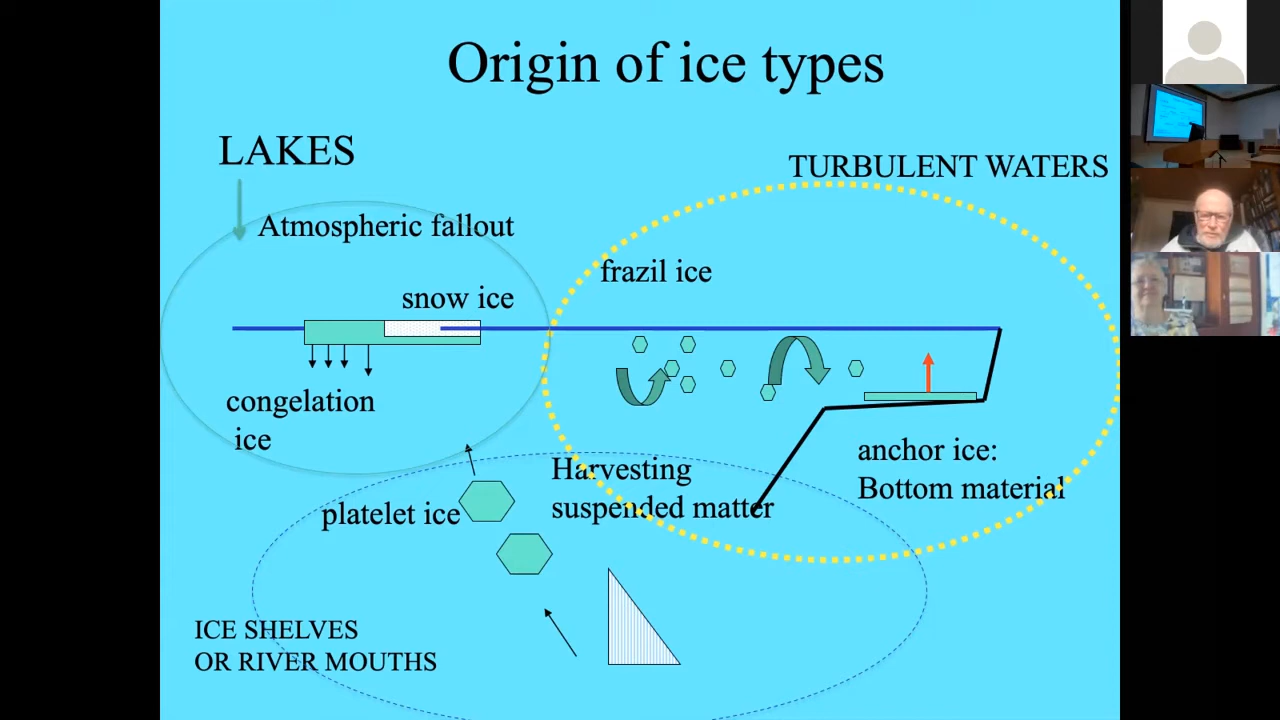 Origin of ice types
LAKES
TURBULENT WATERS
Atmospheric fallout
frazil ice
snow ice
congelation
ice
anchor ice:
Bottom material
Harvesting
suspended matter
platelet ice
ICE SHELVES
OR RIVER MOUTHS